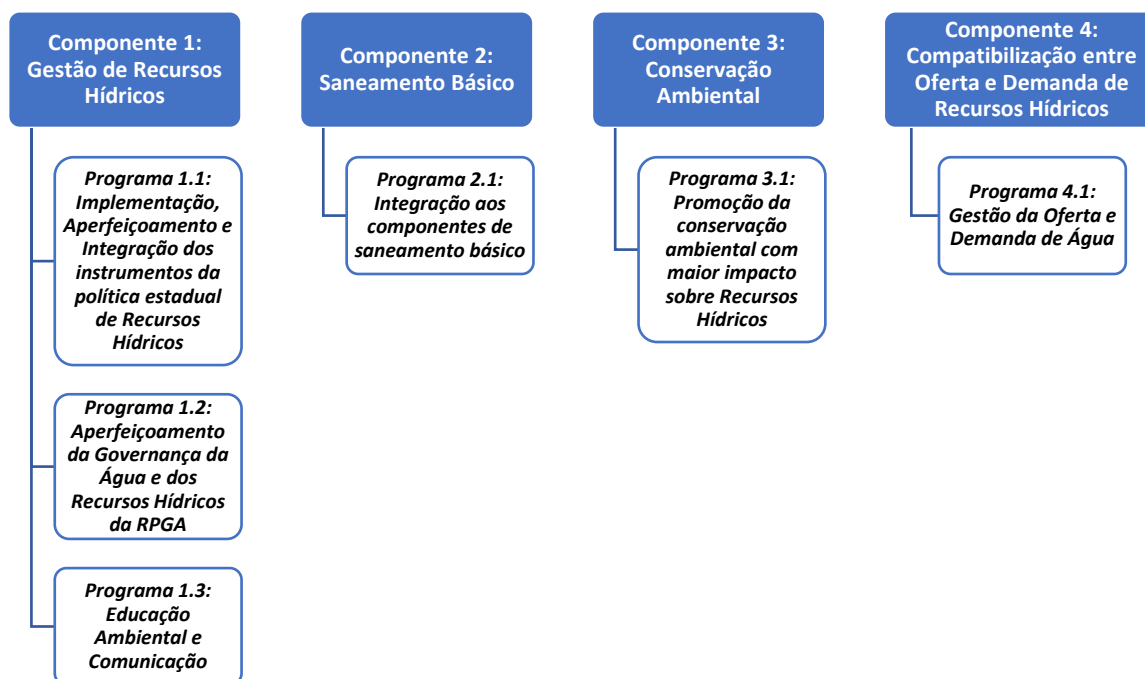 Componente 1:
Gestão de Recursos
Hídricos
Programa 1.1:
Implementação,
Aperfeiçoamento e
Integração dos
instrumentos da
política estadual
de Recursos
Hídricos
Programa 1.2:
Aperfeiçoamento
da Governança da
Água e dos
Recursos Hídricos
da RPGA
Programa 1.3:
Educação
Ambiental e
Comunicação
Componente 2:
Saneamento Básico
Programa 2.1:
Integração aos
componentes de
saneamento básico
Componente 3:
Conservação
Ambiental
Programa 3.1:
Promoção da
conservação
ambiental com
maior impacto
sobre Recursos
Hídricos
Componente 4:
Compatibilização entre
Oferta e Demanda de
Recursos Hídricos
Programa 4.1:
Gestão da Oferta e
Demanda de Água